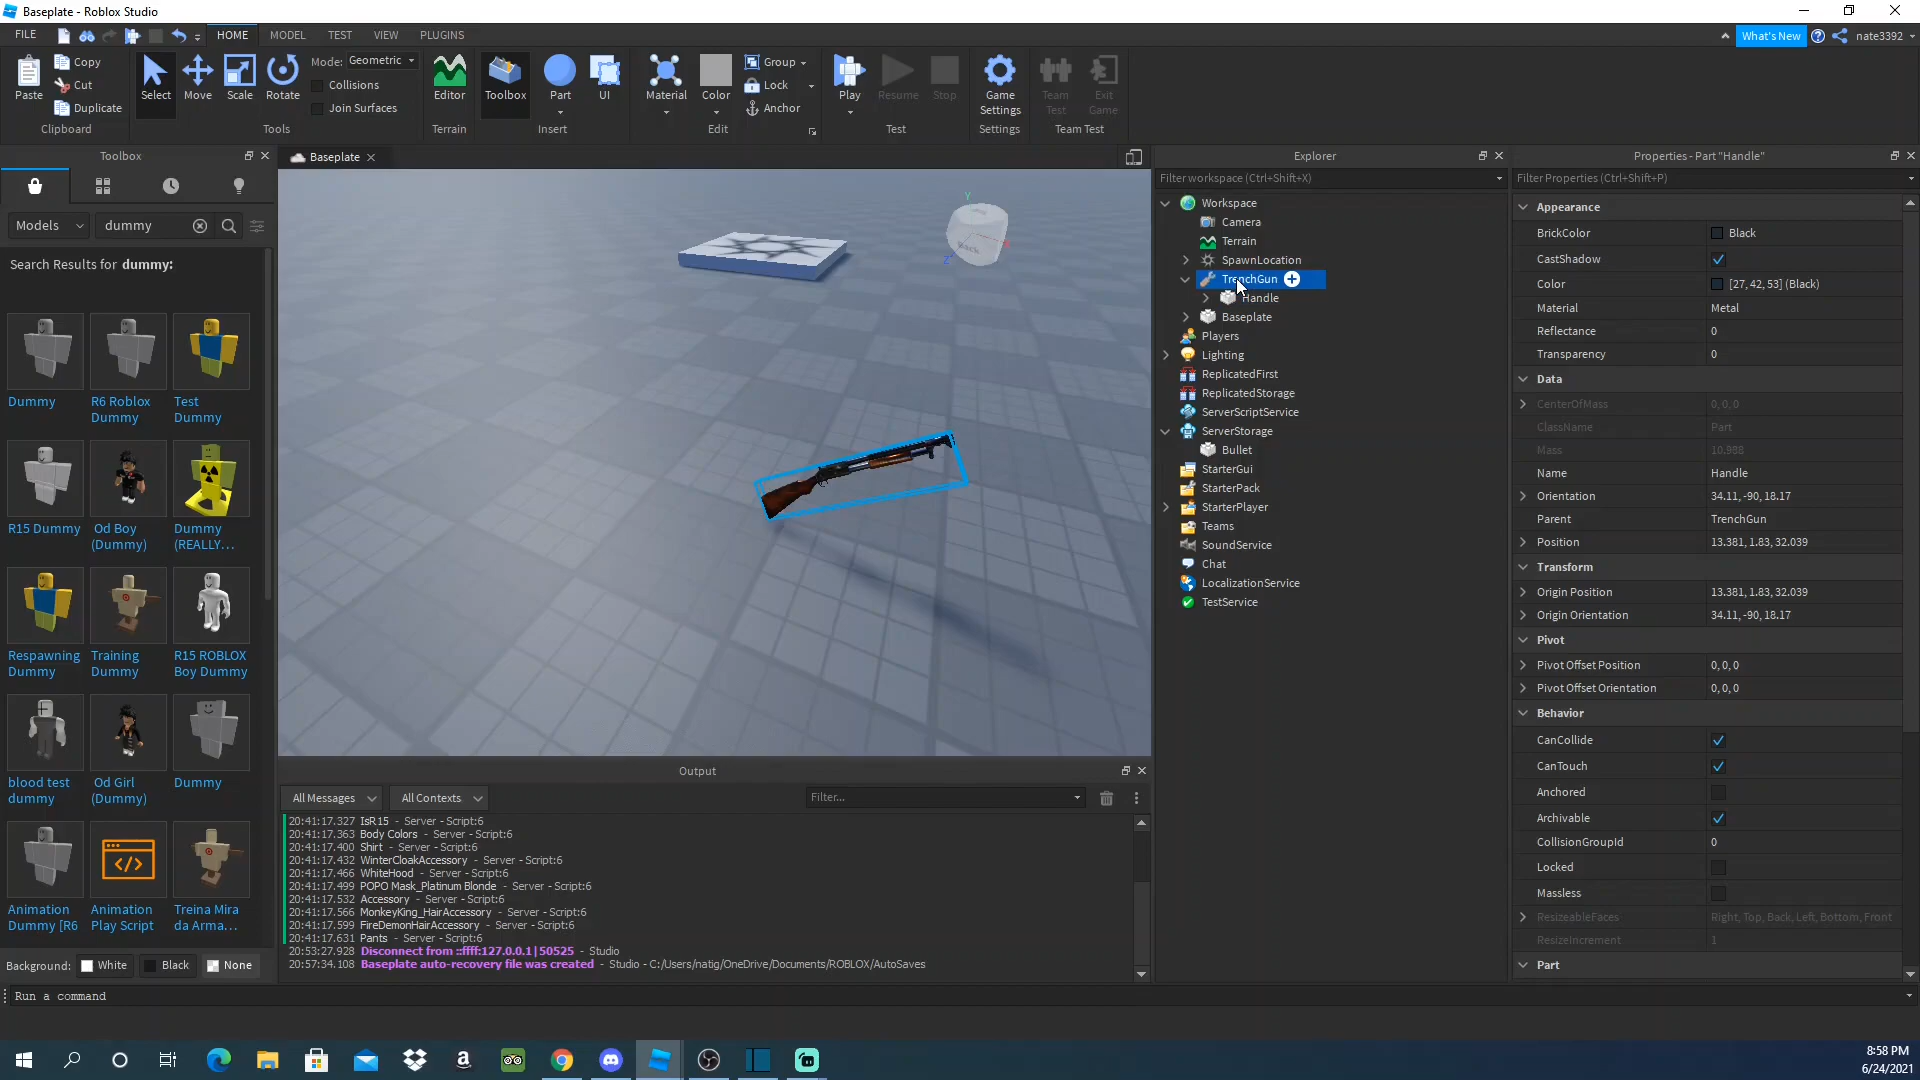 Baseplate - Roblox Studio
FILE HOME MODEL TEST VIEW PLUGINS What's New nate3392
Paste Copy Cut Duplicate Select Move Scale Rotate Mode: Geometric Collisions Join Surfaces Editor Toolbox Part UI Material Color Group Lock Anchor Play Resume Stop Game Settings Team Test Exit Game
Clipboard Tools Terrain Insert Edit Test Settings Team Test
Toolbox
Models dummy
Search Results for dummy:
Dummy
R6 Roblox Dummy
Test Dummy
R15 Dummy
Od Boy (Dummy)
Dummy (REALLY...
Respawning Dummy
Training Dummy
R15 ROBLOX Boy Dummy
blood test dummy
Od Girl (Dummy)
Dummy
Animation Dummy [R6
Animation Play Script
Treina Mira da Arma...
Background: White Black None
Baseplate
Y
Back
Z
Output
All Messages All Contexts Filter...
20:41:17.327 IsR15 - Server - Script:6
20:41:17.363 Body Colors - Server - Script:6
20:41:17.400 Shirt - Server - Script:6
20:41:17.432 WinterCloakAccessory - Server - Script:6
20:41:17.466 WhiteHood - Server - Script:6
20:41:17.499 POPO Mask_Platinum Blonde - Server - Script:6
20:41:17.532 Accessory - Server - Script:6
20:41:17.566 MonkeyKing_HairAccessory - Server - Script:6
20:41:17.599 FireDemonHairAccessory - Server - Script:6
20:41:17.631 Pants - Server - Script:6
20:53:27.928 Disconnect from ::ffff:127.0.0.1|50525 - Studio
20:57:34.108 Baseplate auto-recovery file was created - Studio - C:/Users/natig/OneDrive/Documents/ROBLOX/AutoSaves
Explorer
Filter workspace (Ctrl+Shift+X)
Workspace
Camera
Terrain
SpawnLocation
TrenchGun
Handle
Baseplate
Players
Lighting
ReplicatedFirst
ReplicatedStorage
ServerScriptService
ServerStorage
Bullet
StarterGui
StarterPack
StarterPlayer
Teams
SoundService
Chat
LocalizationService
TestService
Properties - Part "Handle"
Filter Properties (Ctrl+Shift+P)
Appearance
BrickColor Black
CastShadow
Color [27, 42, 53] (Black)
Material Metal
Reflectance 0
Transparency 0
Data
CenterOfMass 0, 0, 0
ClassName Part
Mass 10.988
Name Handle
Orientation 34.11, -90, 18.17
Parent TrenchGun
Position 13.381, 1.83, 32.039
Transform
Origin Position 13.381, 1.83, 32.039
Origin Orientation 34.11, -90, 18.17
Pivot
Pivot Offset Position 0, 0, 0
Pivot Offset Orientation 0, 0, 0
Behavior
CanCollide
CanTouch
Anchored
Archivable
CollisionGroupId 0
Locked
Massless
ResizeableFaces Right, Top, Back, Left, Bottom, Front
ResizeIncrement 1
Part
Run a command
8:58 PM
6/24/2021